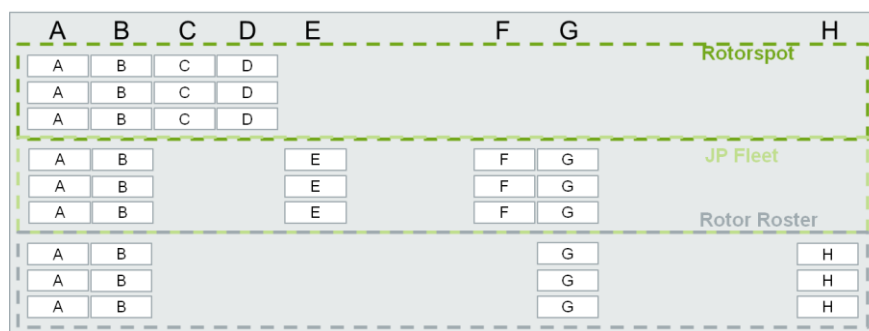 A B C D E F G H
Rotorspot
A B C D
A B C D
A B C D
JP Fleet
A B E F G
A B E F G
A B E F G
Rotor Roster
A B G H
A B G H
A B G H